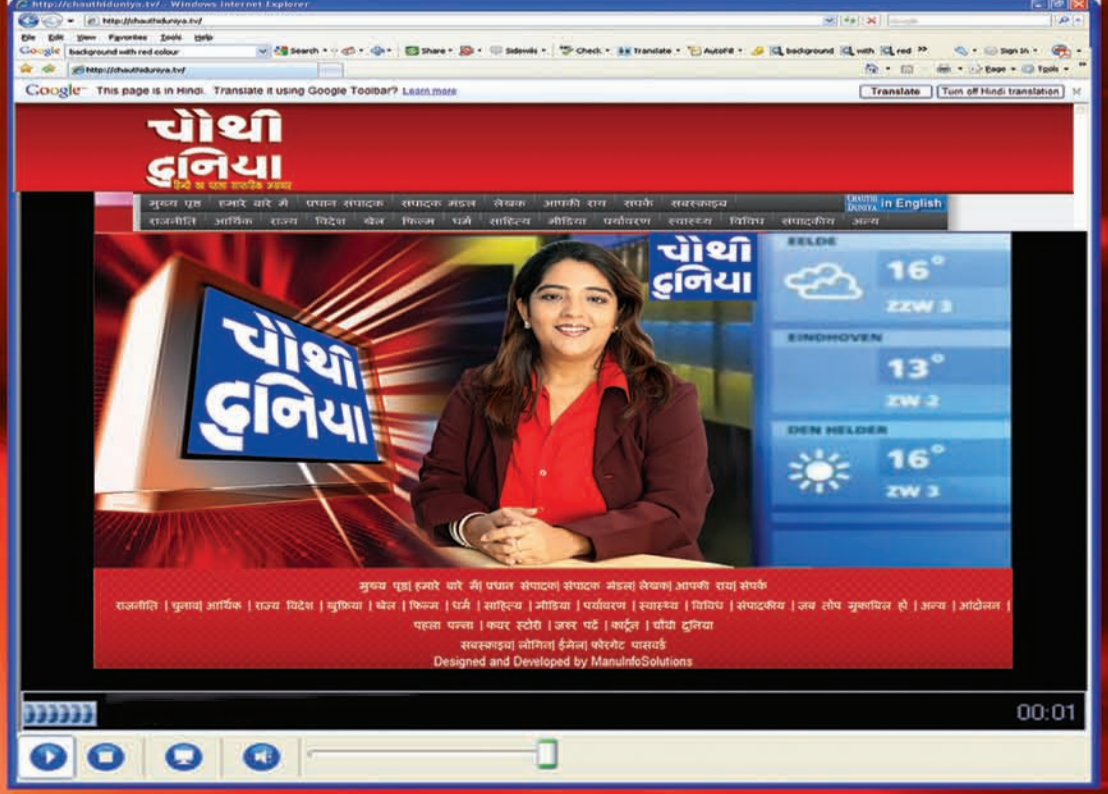 http://chauthiduniya.tv/ - Windows Internet Explorer
http://chauthiduniya.tv/
File Edit View Favorites Tools Help
Google background with red colour Search Share Sidewiki Check Translate AutoFill background with red Sign In
http://chauthiduniya.tv/ Page Tools
Google This page is in Hindi. Translate it using Google Toolbar? Learn more Translate Turn off Hindi translation
चौथी
दुनिया
हिन्दी का पहला साप्ताहिक अखबार
मुख्य पृष्ठ हमारे बारे में प्रधान संपादक संपादक मंडल लेखक आपकी राय संपर्क सबस्क्राइब
CHAUTHI DUNIYA in English
राजनीति आर्थिक राज्य विदेश खेल फिल्म धर्म साहित्य मीडिया पर्यावरण स्वास्थ्य विविध संपादकीय अन्य
चौथी
दुनिया
चौथी
दुनिया
EELDE
16°
ZZW 3
EINDHOVEN
13°
ZW 2
DEN HELDER
16°
ZW 3
मुख्य पृष्ठ| हमारे बारे में| प्रधान संपादक| संपादक मंडल| लेखक| आपकी राय| संपर्क
राजनीति | चुनाव| आर्थिक | राज्य विदेश | खुफ़िया | खेल | फिल्म | धर्म | साहित्य | मीडिया | पर्यावरण | स्वास्थ्य | विविध | संपादकीय | जब तोप मुकाबिल हो | अन्य | आंदोलन |
पहला पन्ना | कवर स्टोरी | जरुर पढें | कार्टून | चौथी दुनिया
सबस्क्राइब| लोगिन| ईमेल| फोरगेट पासवर्ड
Designed and Developed by ManuInfoSolutions
00:01